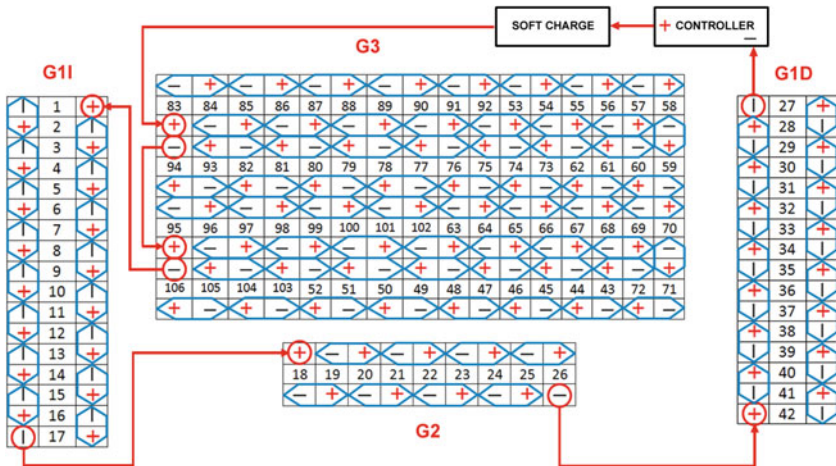 SOFT CHARGE
+ CONTROLLER
−
G3
G1I
G1D
| 1 +
+ 2 |
| 3 +
+ 4 |
| 5 +
+ 6 |
| 7 +
+ 8 |
| 9 +
+ 10 |
| 11 +
+ 12 |
| 13 +
+ 14 |
| 15 +
+ 16 |
| 17 +
− + − + − + − + − + − + − + − +
83 84 85 86 87 88 89 90 91 92 53 54 55 56 57 58
+ − + − + − + − + − + − + − + −
− + − + − + − + − + − + − + − +
94 93 82 81 80 79 78 77 76 75 74 73 62 61 60 59
+ − + − + − + − + − + − + − + −
− + − + − + − + − + − + − + − +
95 96 97 98 99 100 101 102 63 64 65 66 67 68 69 70
+ − + − + − + − + − + − + − + −
− + − + − + − + − + − + − + − +
106 105 104 103 52 51 50 49 48 47 46 45 44 43 72 71
+ − + − + − + − + − + − + − + −
+ − + − + − + − +
18 19 20 21 22 23 24 25 26
− + − + − + − + −
G2
| 27 +
+ 28 |
| 29 +
+ 30 |
| 31 +
+ 32 |
| 33 +
+ 34 |
| 35 +
+ 36 |
| 37 +
+ 38 |
| 39 +
+ 40 |
| 41 +
+ 42 |